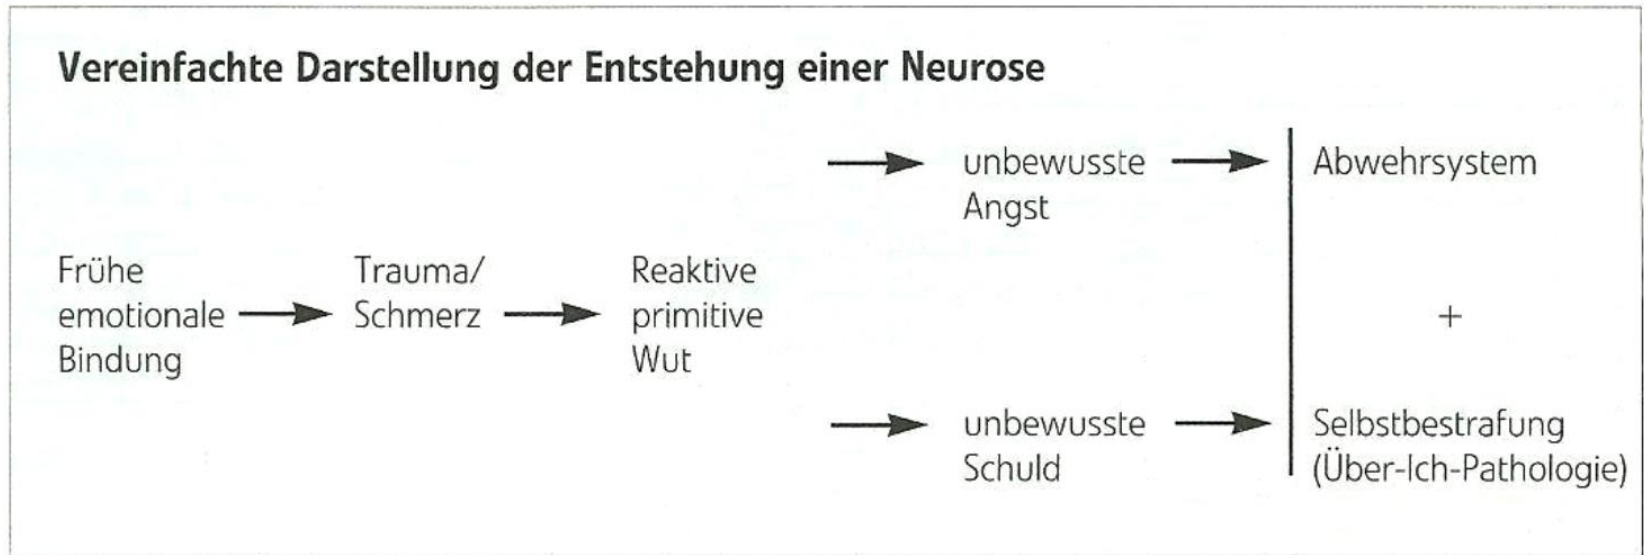 Vereinfachte Darstellung der Entstehung einer Neurose
unbewusste
Angst
Abwehrsystem
Frühe
emotionale
Bindung
Trauma/
Schmerz
Reaktive
primitive
Wut
+
unbewusste
Schuld
Selbstbestrafung
(Über-Ich-Pathologie)